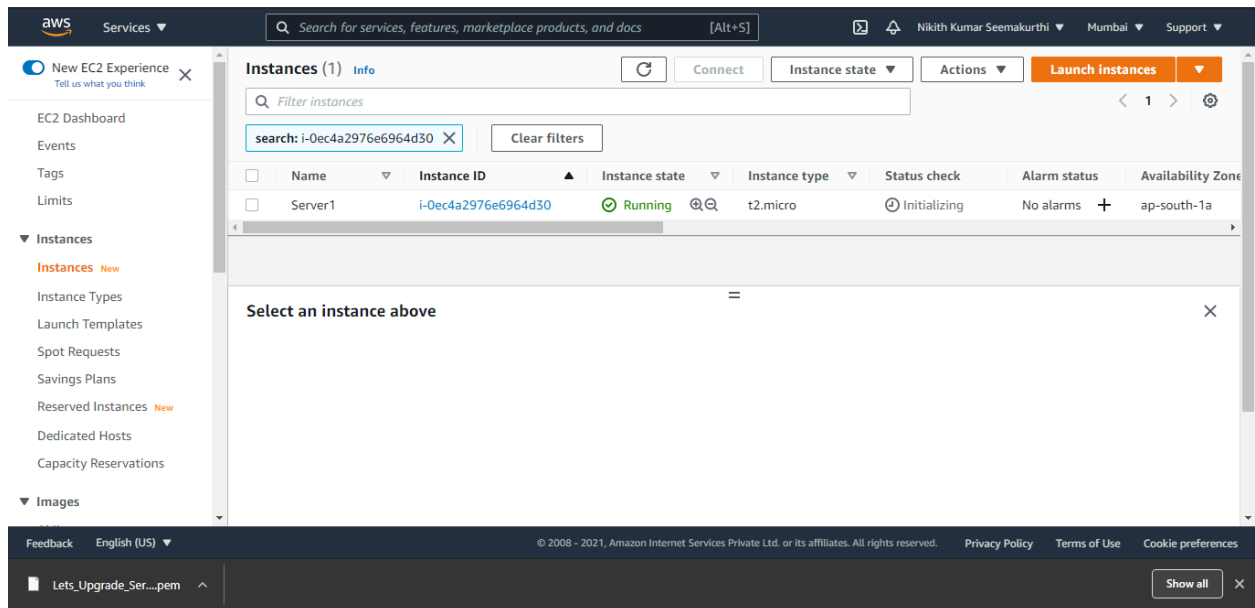 aws Services ▼ Search for services, features, marketplace products, and docs [Alt+S] Nikith Kumar Seemakurthi ▼ Mumbai ▼ Support ▼
New EC2 Experience
Tell us what you think
EC2 Dashboard
Events
Tags
Limits
▼ Instances
Instances New
Instance Types
Launch Templates
Spot Requests
Savings Plans
Reserved Instances New
Dedicated Hosts
Capacity Reservations
▼ Images
Instances (1) Info Connect Instance state ▼ Actions ▼ Launch instances ▼
Filter instances < 1 >
search: i-0ec4a2976e6964d30 Clear filters
Name Instance ID ▲ Instance state Instance type Status check Alarm status Availability Zone
Server1 i-0ec4a2976e6964d30 Running t2.micro Initializing No alarms + ap-south-1a
Select an instance above
Feedback English (US) ▼ © 2008 - 2021, Amazon Internet Services Private Ltd. or its affiliates. All rights reserved. Privacy Policy Terms of Use Cookie preferences
Lets_Upgrade_Ser....pem Show all